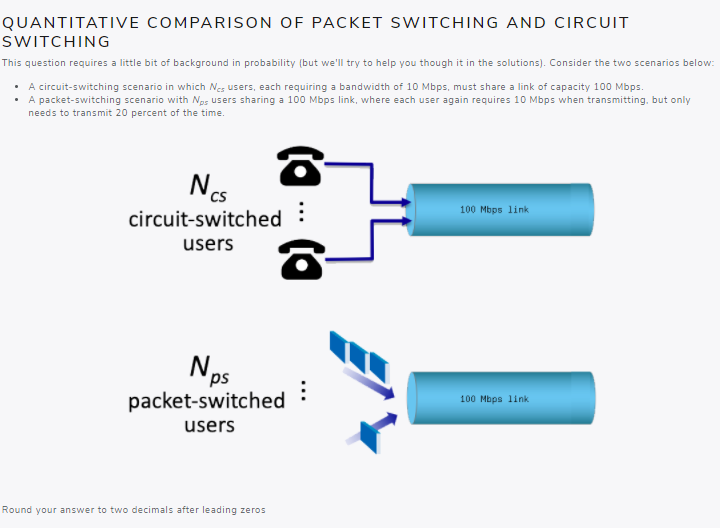 QUANTITATIVE COMPARISON OF PACKET SWITCHING AND CIRCUIT
SWITCHING
This question requires a little bit of background in probability (but we'll try to help you though it in the solutions). Consider the two scenarios below:
• A circuit-switching scenario in which Ncs users, each requiring a bandwidth of 10 Mbps, must share a link of capacity 100 Mbps.
• A packet-switching scenario with Nps users sharing a 100 Mbps link, where each user again requires 10 Mbps when transmitting, but only
needs to transmit 20 percent of the time.
Ncs
circuit-switched
users
100 Mbps link
Nps
packet-switched
users
100 Mbps link
Round your answer to two decimals after leading zeros